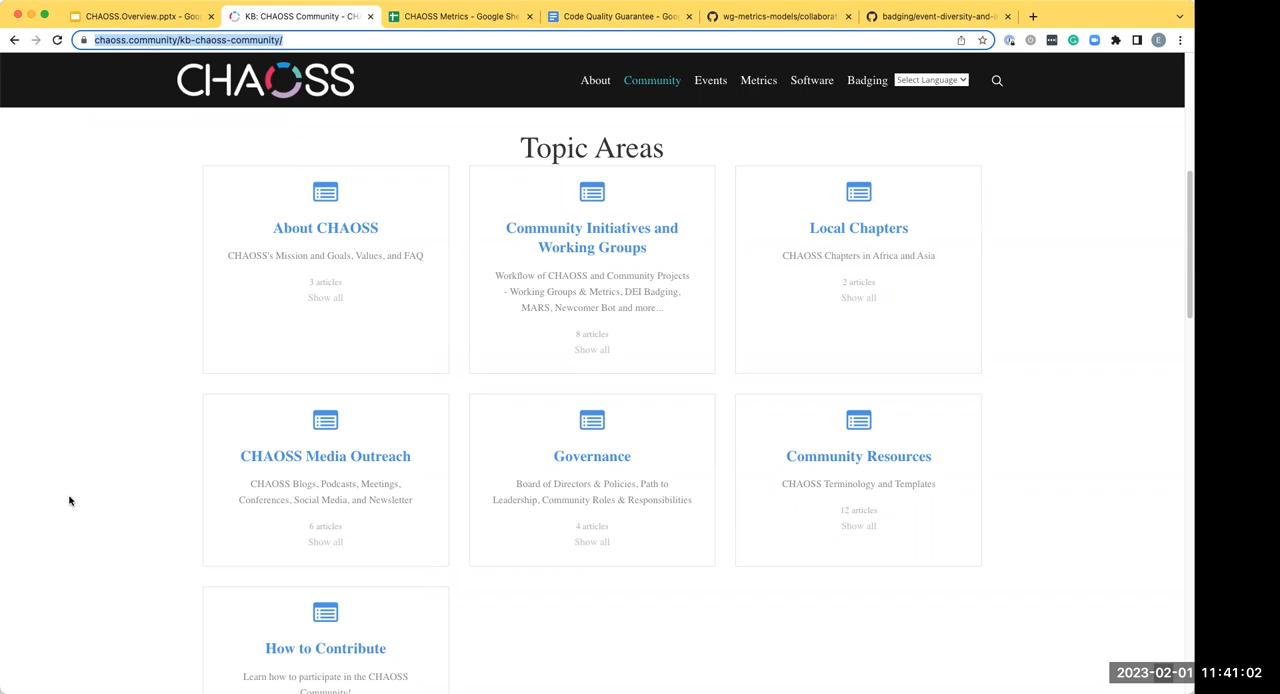 CHAOSS.Overview.pptx - Goo
KB: CHAOSS Community - CHA
CHAOSS Metrics - Google She
Code Quality Guarantee - Goo
wg-metrics-models/collaborat
badging/event-diversity-and-i
chaoss.community/kb-chaoss-community/
E
CHAOSS
About
Community
Events
Metrics
Software
Badging
Select Language
Topic Areas
About CHAOSS
CHAOSS's Mission and Goals, Values, and FAQ
3 articles
Show all
Community Initiatives and
Working Groups
Workflow of CHAOSS and Community Projects
- Working Groups & Metrics, DEI Badging,
MARS, Newcomer Bot and more...
8 articles
Show all
Local Chapters
CHAOSS Chapters in Africa and Asia
2 articles
Show all
CHAOSS Media Outreach
CHAOSS Blogs, Podcasts, Meetings,
Conferences, Social Media, and Newsletter
6 articles
Show all
Governance
Board of Directors & Policies, Path to
Leadership, Community Roles & Responsibilities
4 articles
Show all
Community Resources
CHAOSS Terminology and Templates
12 articles
Show all
How to Contribute
Learn how to participate in the CHAOSS
Community!
2023-02-01 11:41:02